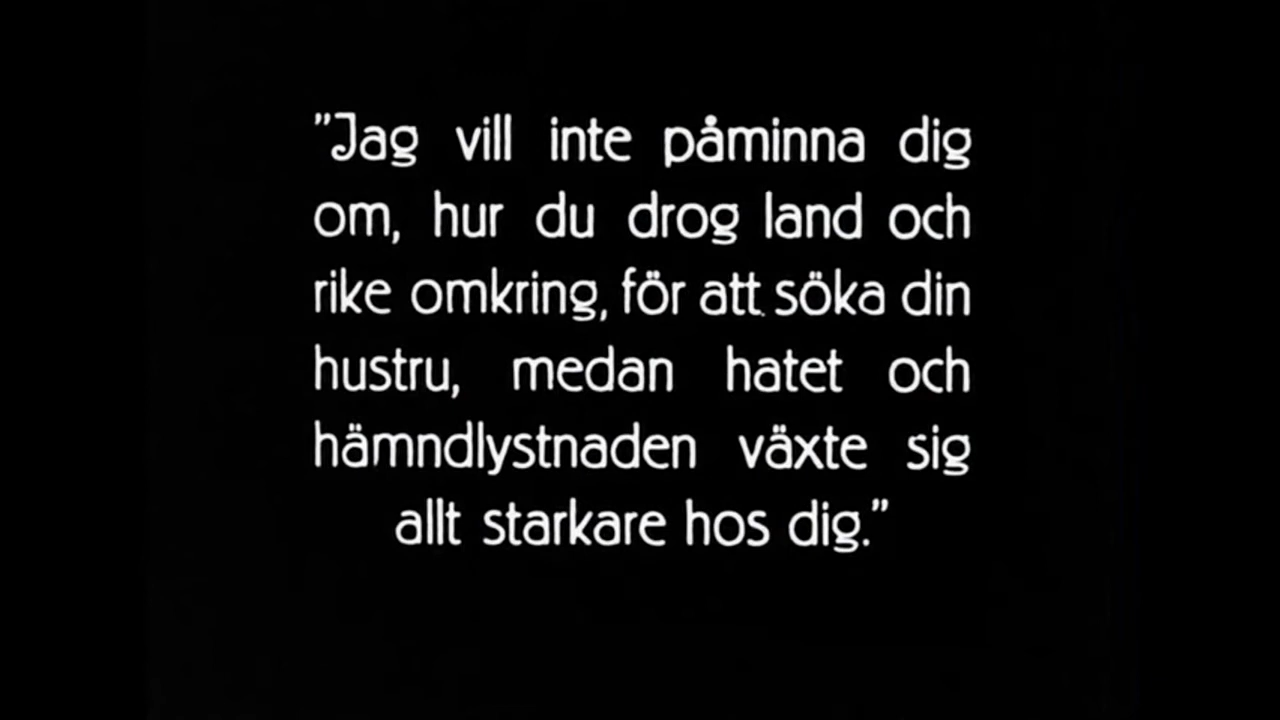 ”Jag vill inte påminna dig
om, hur du drog land och
rike omkring, för att söka din
hustru, medan hatet och
hämndlystnaden växte sig
allt starkare hos dig.”